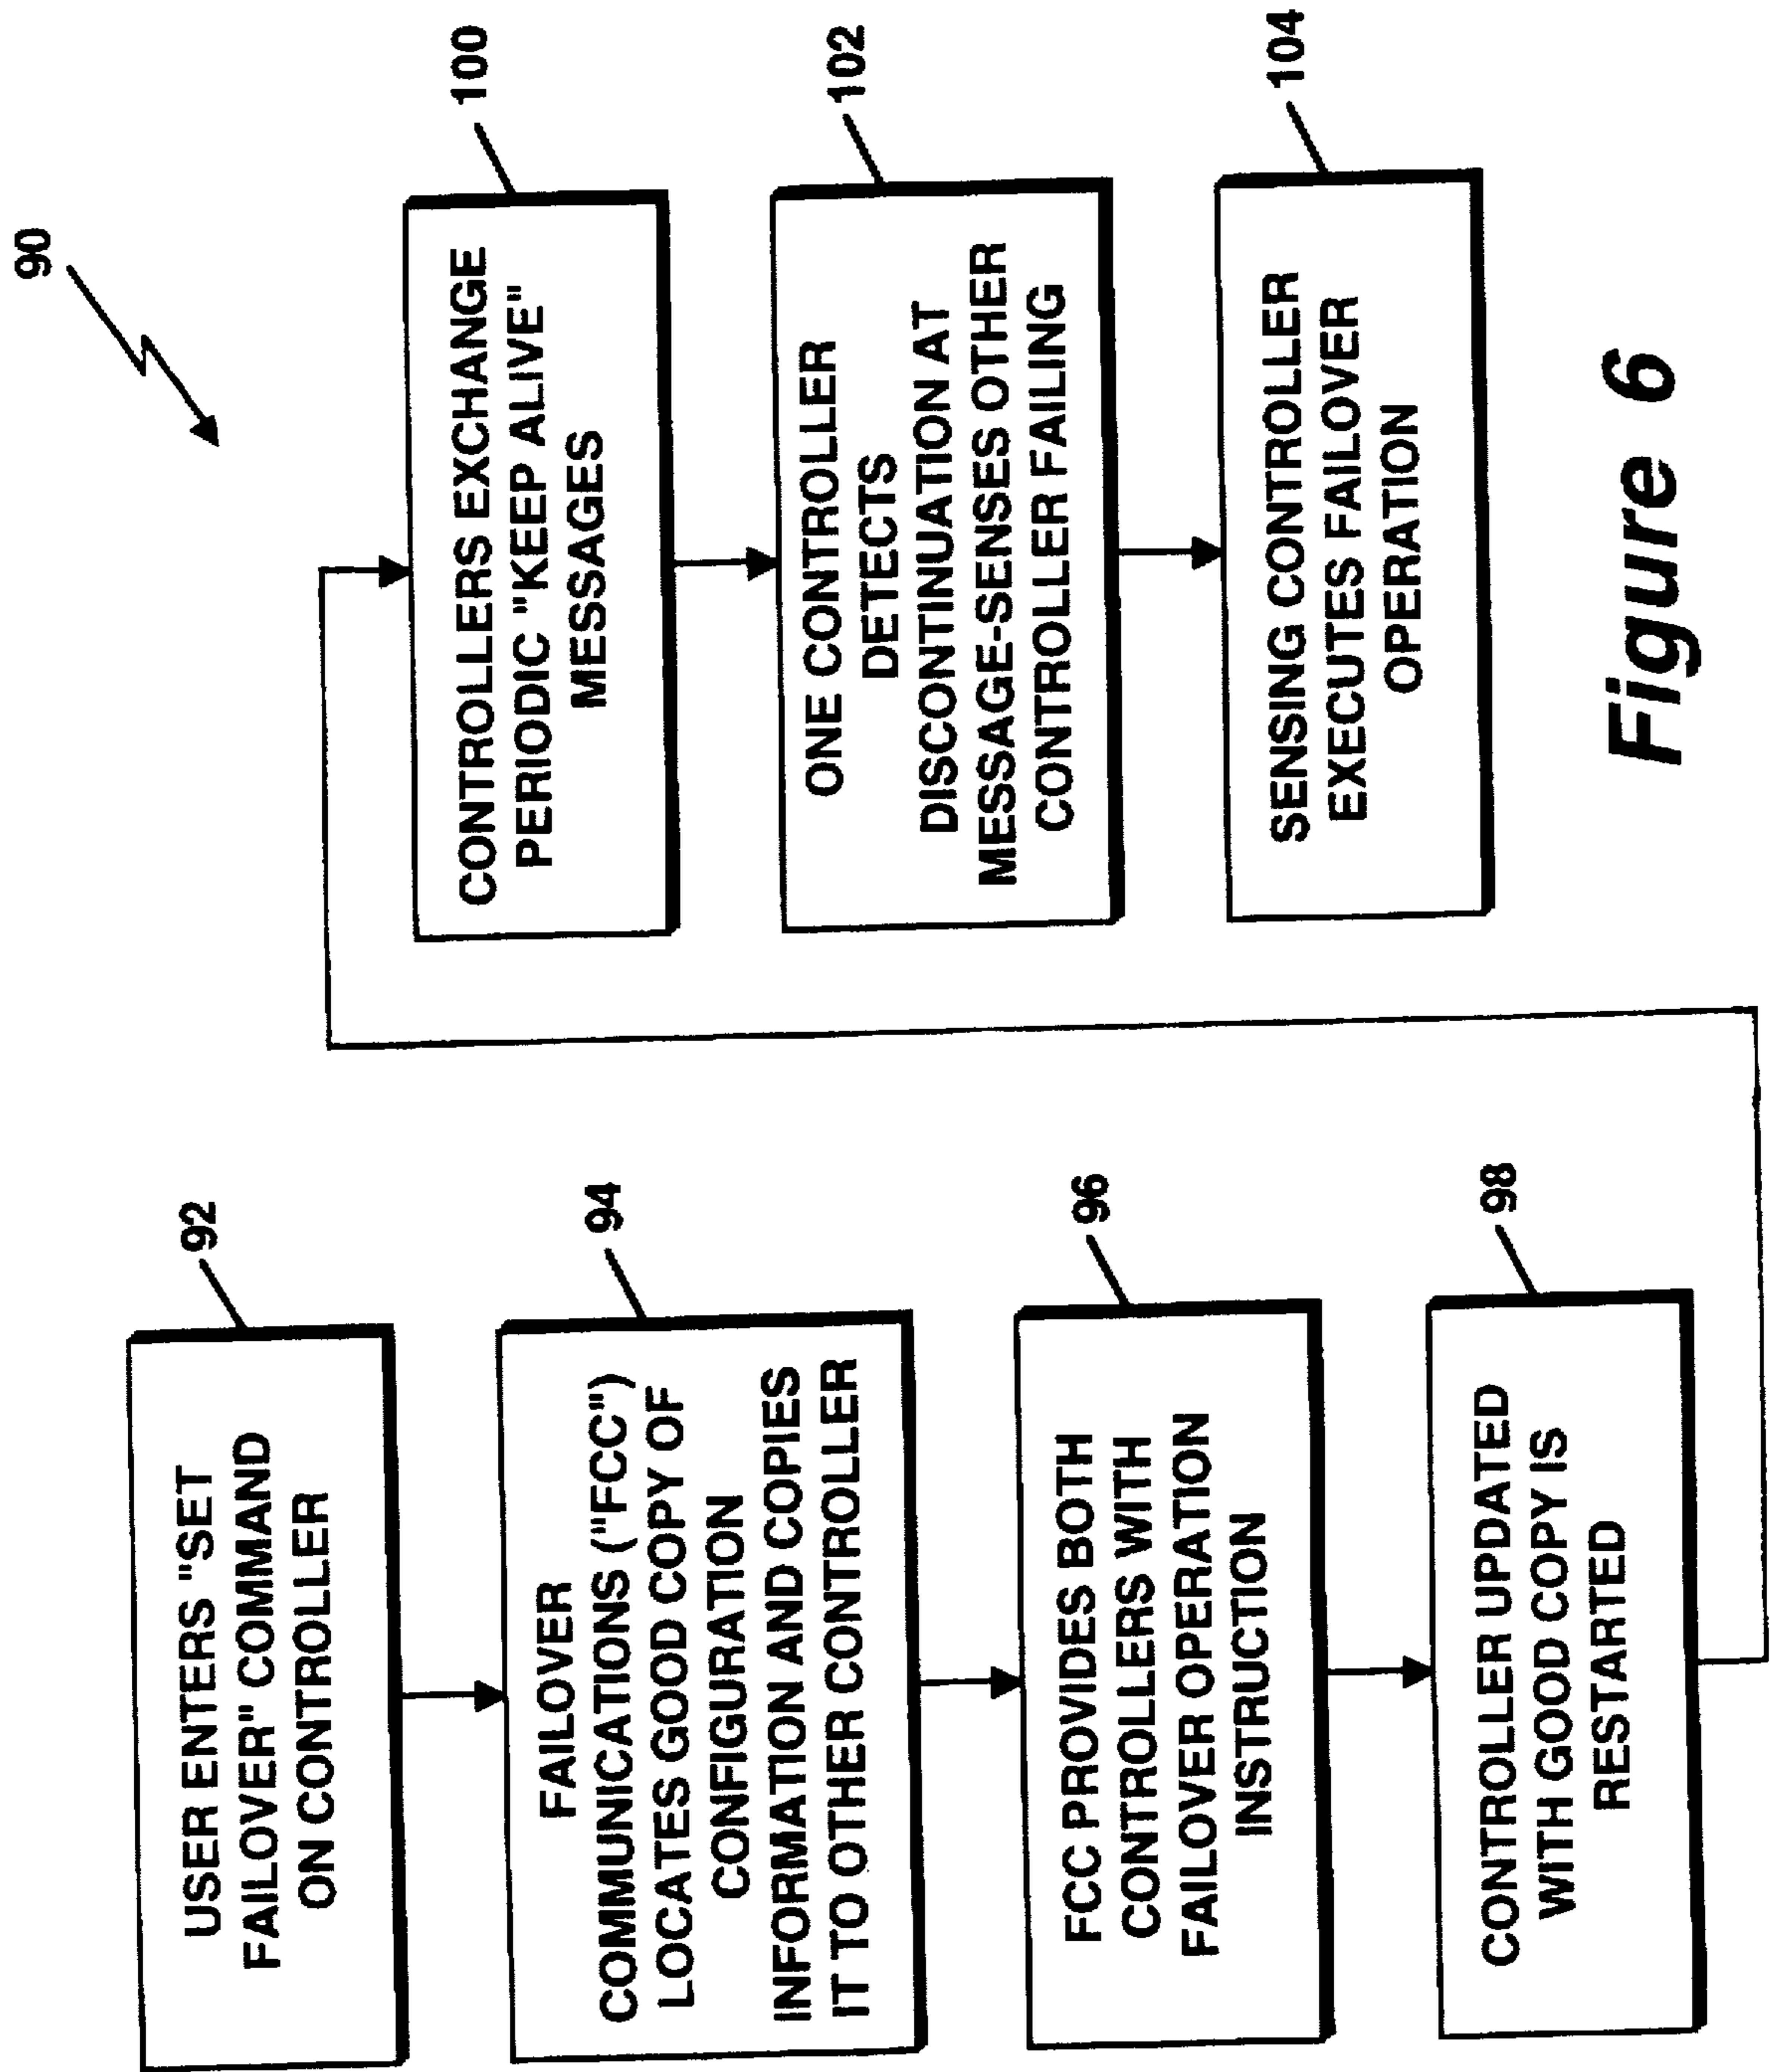 90
92
USER ENTERS "SET
FAILOVER" COMMAND
ON CONTROLLER
94
FAILOVER
COMMUNICATIONS ("FCC")
LOCATES GOOD COPY OF
CONFIGURATION
INFORMATION AND COPIES
IT TO OTHER CONTROLLER
96
FCC PROVIDES BOTH
CONTROLLERS WITH
FAILOVER OPERATION
INSTRUCTION
98
CONTROLLER UPDATED
WITH GOOD COPY IS
RESTARTED
100
CONTROLLERS EXCHANGE
PERIODIC "KEEP ALIVE"
MESSAGES
102
ONE CONTROLLER
DETECTS
DISCONTINUATION AT
MESSAGE-SENSES OTHER
CONTROLLER FAILING
104
SENSING CONTROLLER
EXECUTES FAILOVER
OPERATION
Figure 6